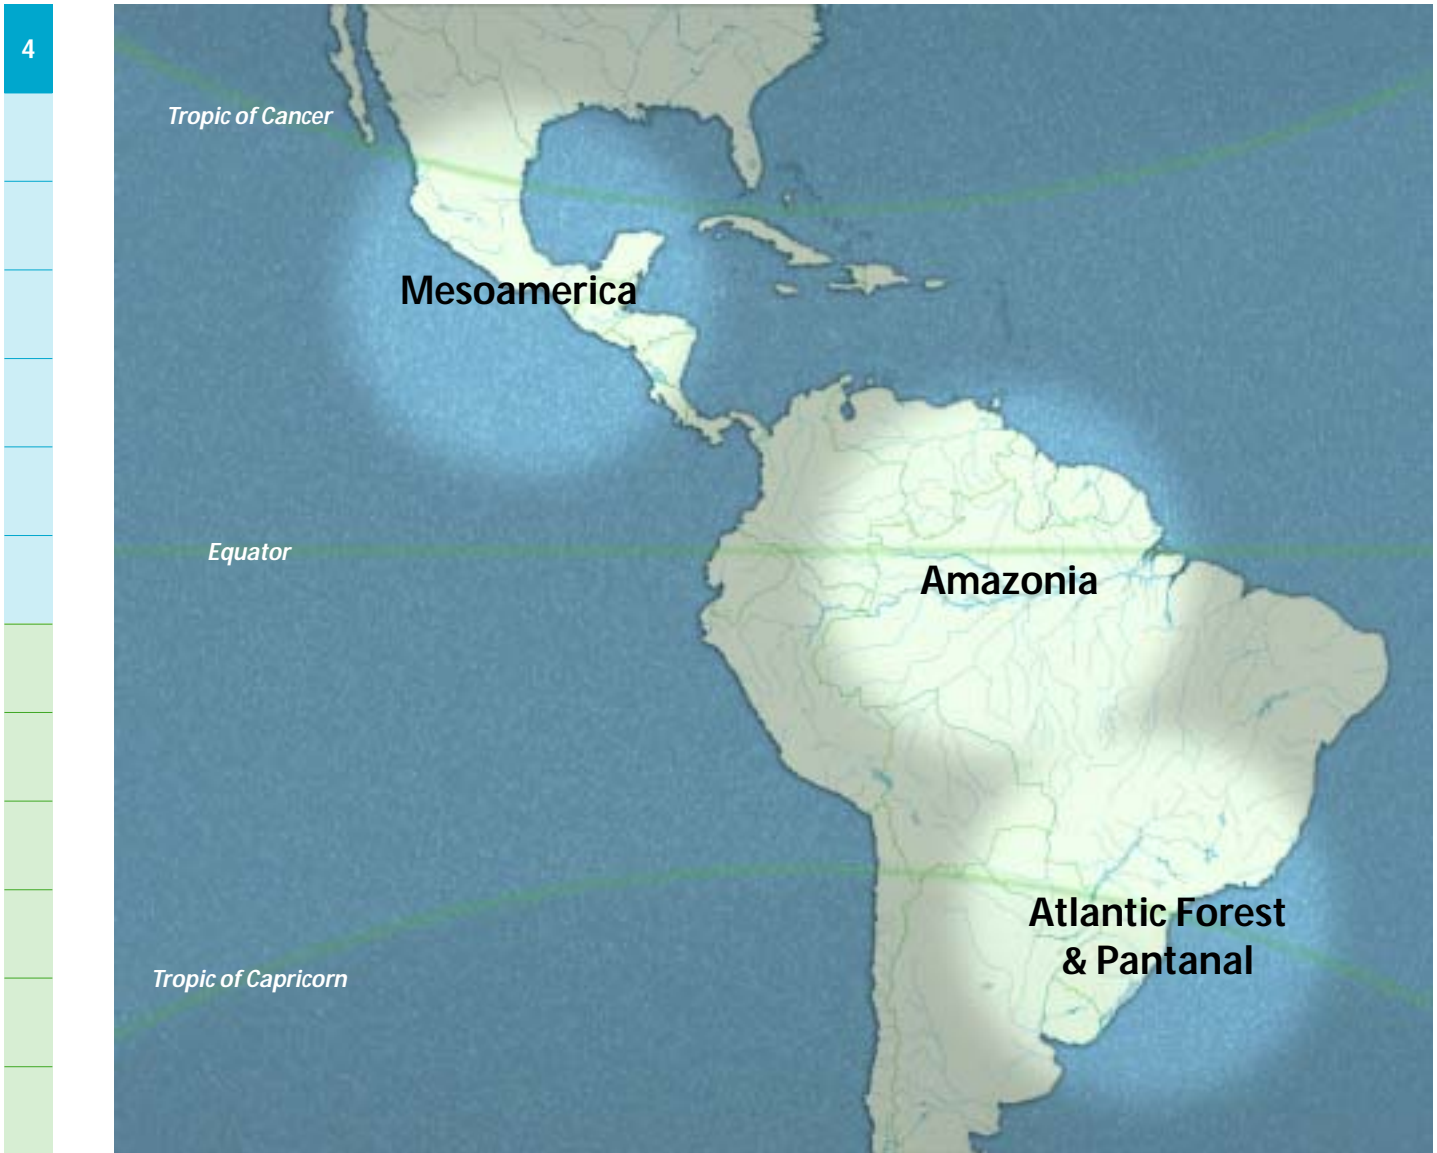 4
Tropic of Cancer
Mesoamerica
Equator
Amazonia
Atlantic Forest
& Pantanal
Tropic of Capricorn